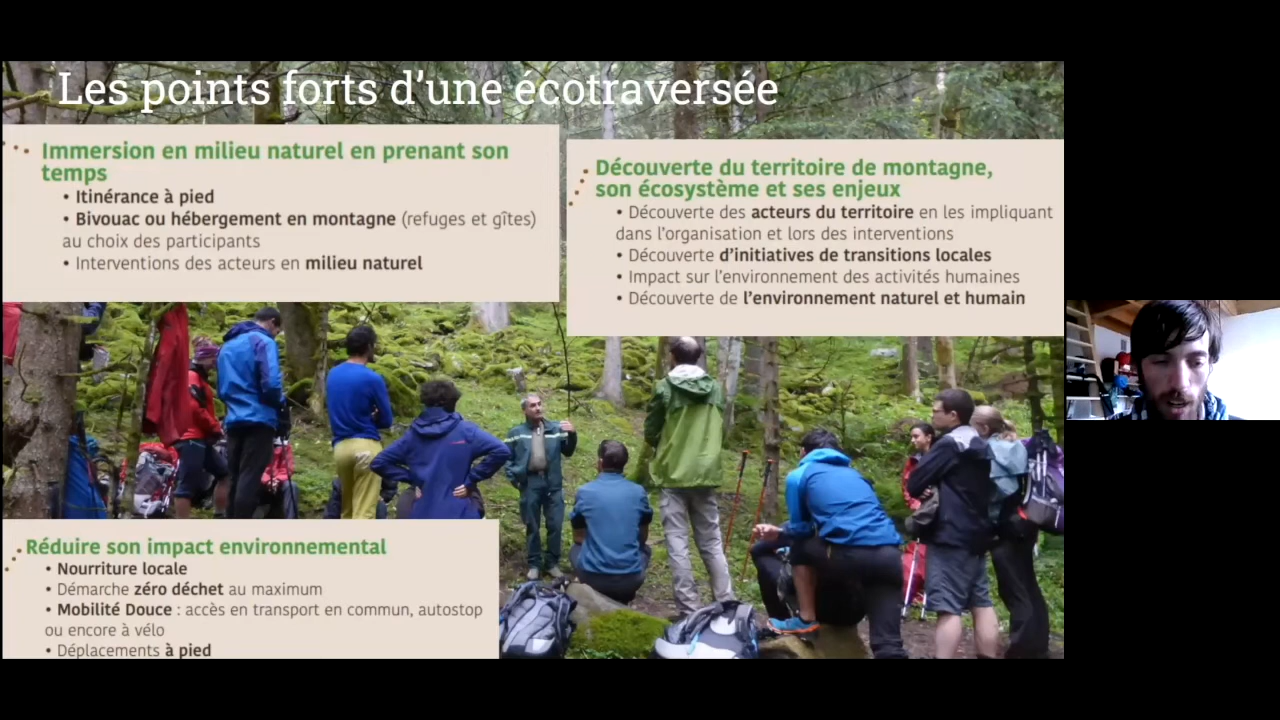 Les points forts d'une écotraversée
Immersion en milieu naturel en prenant son
temps
• Itinérance à pied
• Bivouac ou hébergement en montagne (refuges et gîtes)
au choix des participants
• Interventions des acteurs en milieu naturel
Découverte du territoire de montagne,
son écosystème et ses enjeux
• Découverte des acteurs du territoire en les impliquant
dans l'organisation et lors des interventions
• Découverte d'initiatives de transitions locales
• Impact sur l'environnement des activités humaines
• Découverte de l'environnement naturel et humain
Réduire son impact environnemental
• Nourriture locale
• Démarche zéro déchet au maximum
• Mobilité Douce : accès en transport en commun, autostop
ou encore à vélo
• Déplacements à pied